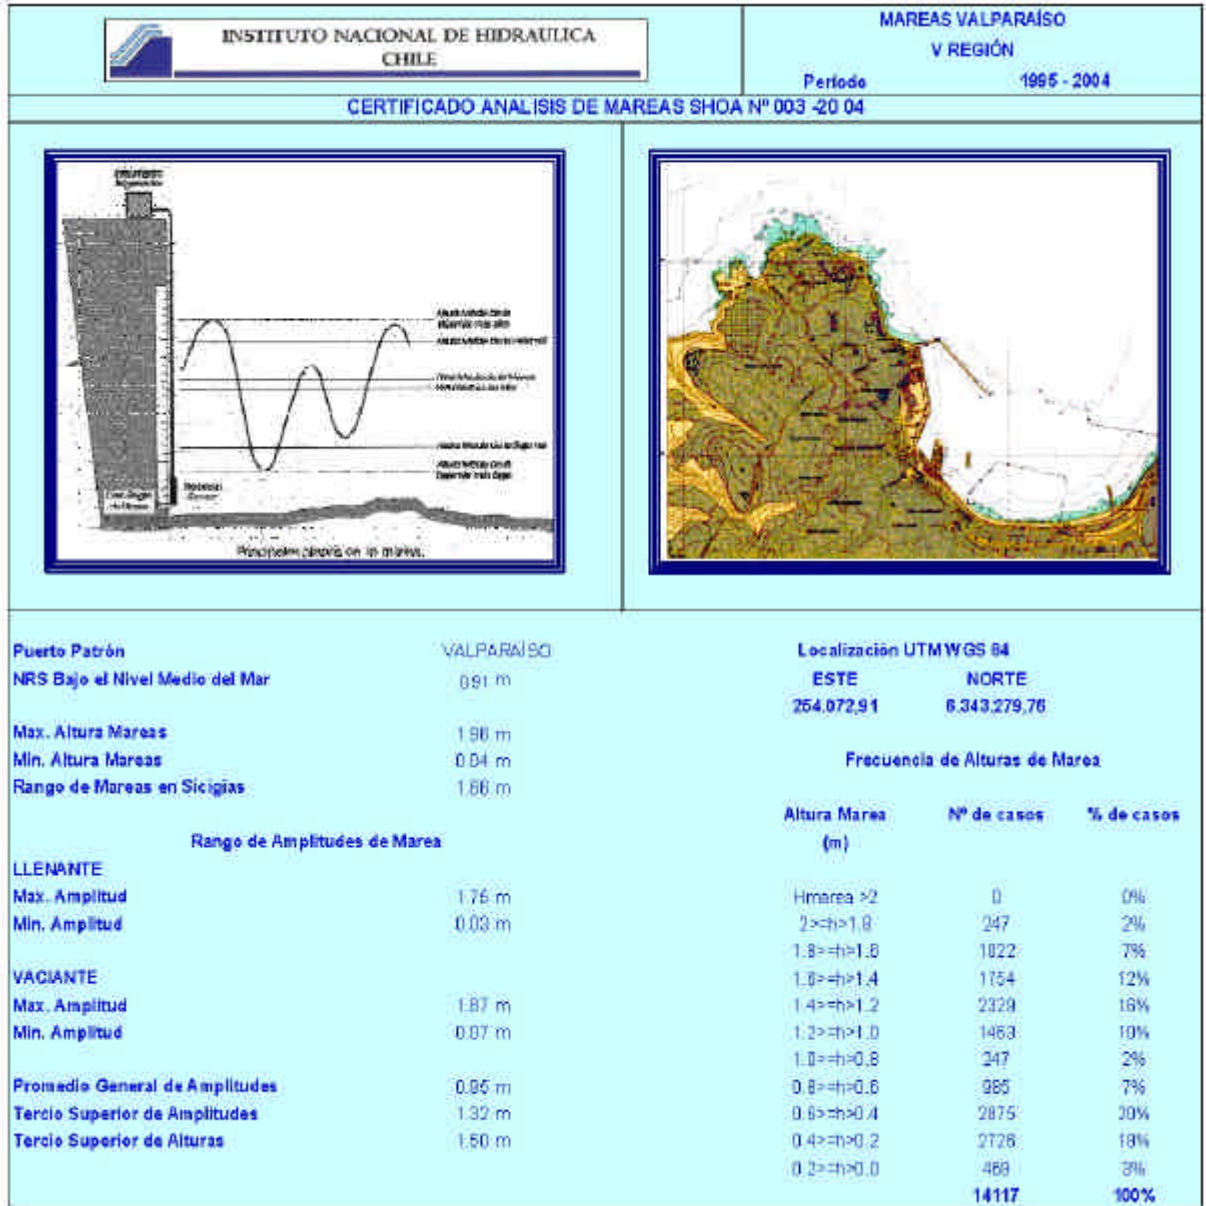 INSTITUTO NACIONAL DE HIDRAULICA
CHILE
MAREAS VALPARAÍSO
V REGIÓN
Período 1995 - 2004
CERTIFICADO ANALISIS DE MAREAS SHOA Nº 003 -20 04
Principales planos de la marea.
Puerto Patrón VALPARAÍSO
NRS Bajo el Nivel Medio del Mar 0.91 m
Max. Altura Mareas 1.96 m
Min. Altura Mareas 0.04 m
Rango de Mareas en Sicigias 1.66 m
Rango de Amplitudes de Marea
LLENANTE
Max. Amplitud 1.75 m
Min. Amplitud 0.03 m
VACIANTE
Max. Amplitud 1.87 m
Min. Amplitud 0.07 m
Promedio General de Amplitudes 0.95 m
Tercio Superior de Amplitudes 1.32 m
Tercio Superior de Alturas 1.50 m
Localización UTM WGS 84
ESTE NORTE
254.072,91 6.343.279,76
Frecuencia de Alturas de Marea
Altura Marea Nº de casos % de casos
(m)
Hmarea >2 0 0%
2>=h>1.8 247 2%
1.8>=h>1.6 1022 7%
1.6>=h>1.4 1754 12%
1.4>=h>1.2 2329 16%
1.2>=h>1.0 1463 10%
1.0>=h>0.8 247 2%
0.8>=h>0.6 985 7%
0.6>=h>0.4 2875 20%
0.4>=h>0.2 2726 19%
0.2>=h>0.0 469 3%
14117 100%